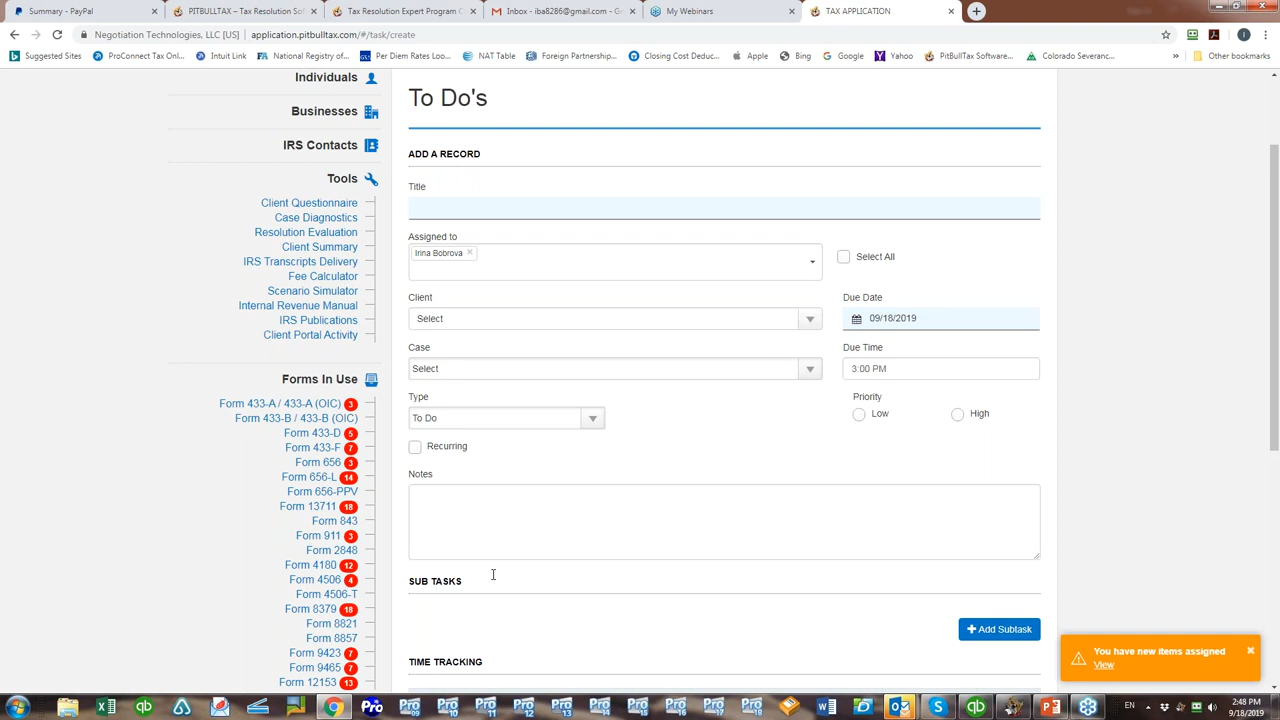 Summary - PayPal
PITBULLTAX – Tax Resolution Sof
Tax Resolution Expert Program C
Inbox - iba8286@gmail.com - G
My Webinars
TAX APPLICATION
Negotiation Technologies, LLC [US] | application.pitbulltax.com/#/task/create
Suggested Sites
ProConnect Tax Onl...
Intuit Link
National Registry of...
Per Diem Rates Loo...
NAT Table
Foreign Partnership...
Closing Cost Deduc...
Apple
Bing
Google
Yahoo
PitBullTax Software...
Colorado Severanc...
»
Other bookmarks
Individuals
Businesses
IRS Contacts
Tools
Client Questionnaire
Case Diagnostics
Resolution Evaluation
Client Summary
IRS Transcripts Delivery
Fee Calculator
Scenario Simulator
Internal Revenue Manual
IRS Publications
Client Portal Activity
Forms In Use
Form 433-A / 433-A (OIC) 3
Form 433-B / 433-B (OIC)
Form 433-D 5
Form 433-F 7
Form 656 3
Form 656-L 14
Form 656-PPV
Form 13711 18
Form 843
Form 911 3
Form 2848
Form 4180 12
Form 4506 4
Form 4506-T
Form 8379 18
Form 8821
Form 8857
Form 9423 7
Form 9465 7
Form 12153 13
To Do's
ADD A RECORD
Title
Assigned to
Irina Bobrova ×
Select All
Client
Due Date
Select
09/18/2019
Case
Due Time
Select
3:00 PM
Type
Priority
To Do
Low
High
Recurring
Notes
SUB TASKS
+ Add Subtask
TIME TRACKING
You have new items assigned
View
EN
2:48 PM
9/18/2019